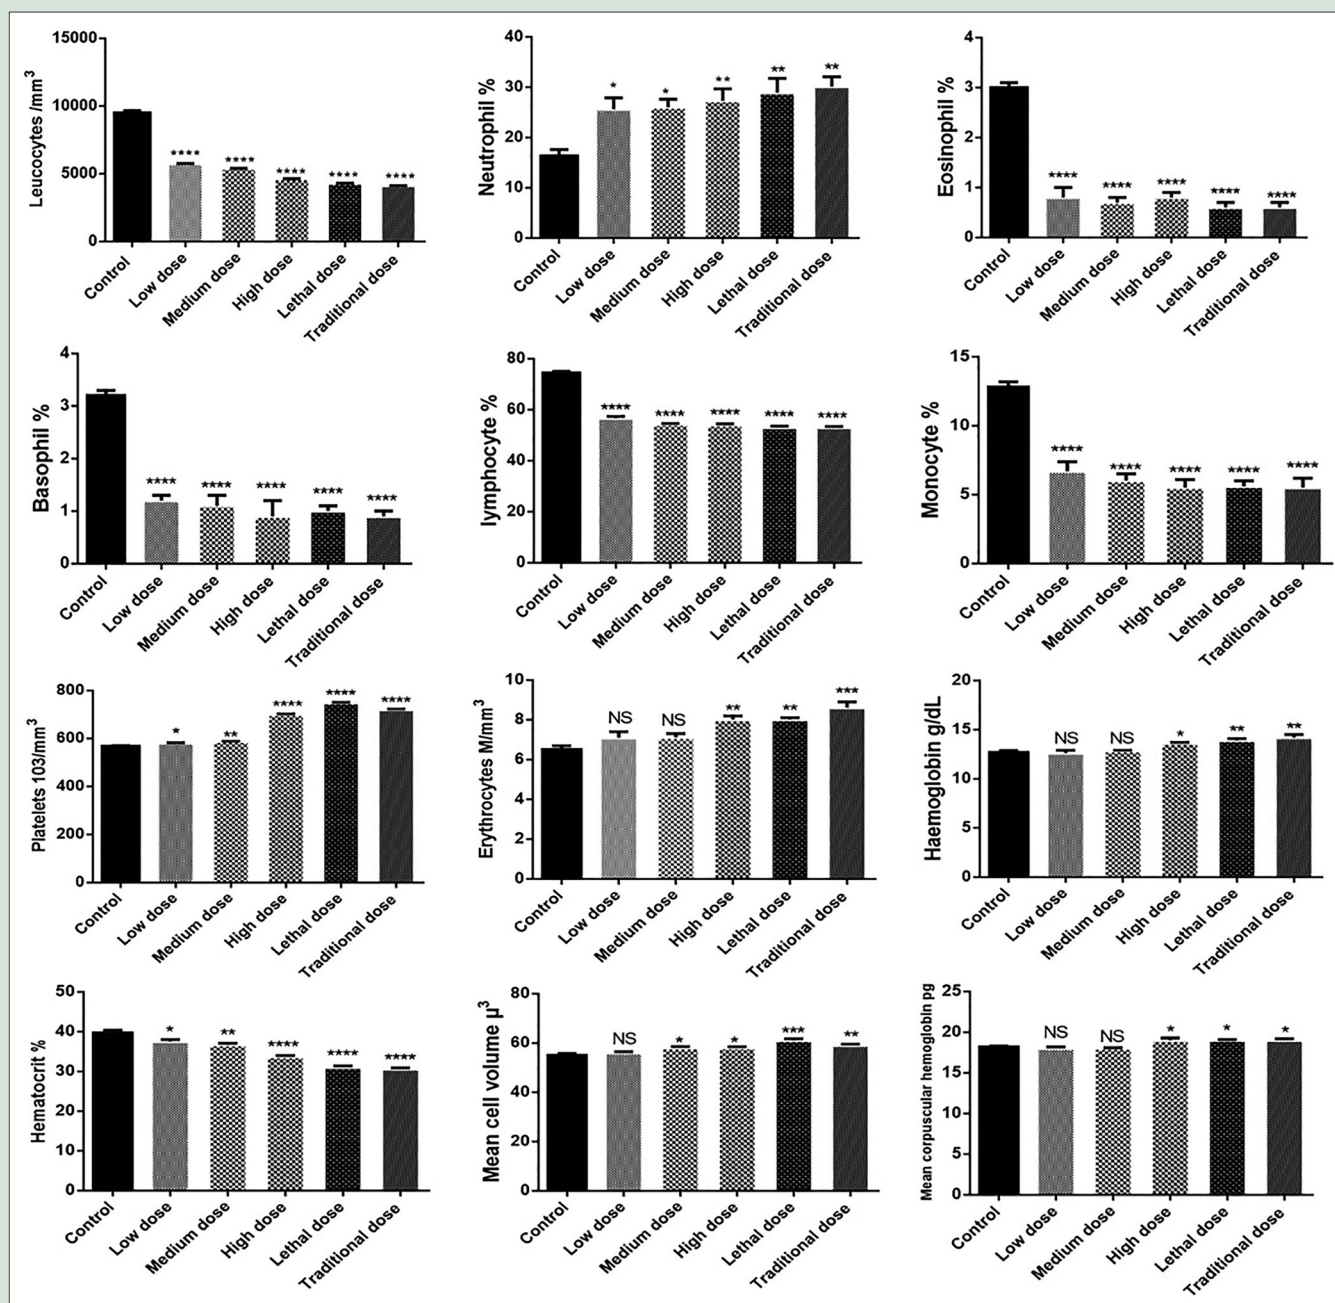 Leucocytes /mm³
15000
10000
5000
0
****
****
****
****
****
Control
Low dose
Medium dose
High dose
Lethal dose
Traditional dose
Neutrophil %
40
30
20
10
0
*
*
**
**
**
Control
Low dose
Medium dose
High dose
Lethal dose
Traditional dose
Eosinophil %
4
3
2
1
0
****
****
****
****
****
Control
Low dose
Medium dose
High dose
Lethal dose
Traditional dose
Basophil %
4
3
2
1
0
****
****
****
****
****
Control
Low dose
Medium dose
High dose
Lethal dose
Traditional dose
lymphocyte %
80
60
40
20
0
****
****
****
****
****
Control
Low dose
Medium dose
High dose
Lethal dose
Traditional dose
Monocyte %
15
10
5
0
****
****
****
****
****
Control
Low dose
Medium dose
High dose
Lethal dose
Traditional dose
Platelets 103/mm³
800
600
400
200
0
*
**
****
****
****
Control
Low dose
Medium dose
High dose
Lethal dose
Traditional dose
Erythrocytes M/mm³
10
8
6
4
2
0
NS
NS
**
**
***
Control
Low dose
Medium dose
High dose
Lethal dose
Traditional dose
Haemoglobin g/dL
20
15
10
5
0
NS
NS
*
**
**
Control
Low dose
Medium dose
High dose
Lethal dose
Traditional dose
Hematocrit %
50
40
30
20
10
0
*
**
****
****
****
Control
Low dose
Medium dose
High dose
Lethal dose
Traditional dose
Mean cell volume µ³
80
60
40
20
0
NS
*
*
***
**
Control
Low dose
Medium dose
High dose
Lethal dose
Traditional dose
Mean corpuscular hemoglobin pg
25
20
15
10
5
0
NS
NS
*
*
*
Control
Low dose
Medium dose
High dose
Lethal dose
Traditional dose